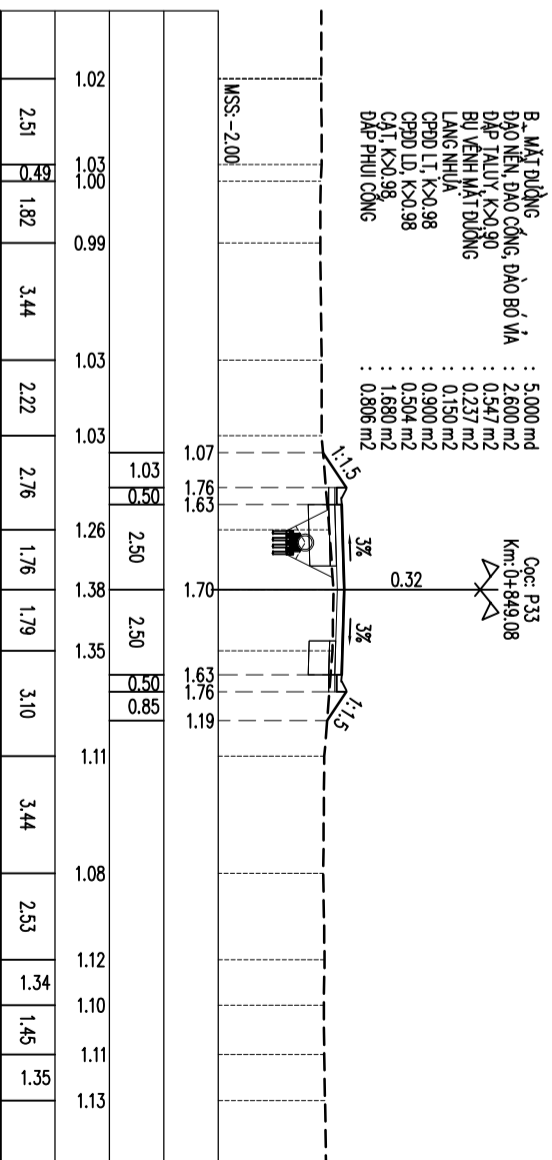 Cọc: P33
Km: 0+849.08
B_ MẶT ĐƯỜNG : 5.000 md
ĐÀO NỀN, ĐÀO CỐNG, ĐÀO BÓ VỈA : 2.600 m2
ĐẮP TALUY, K>0.90 : 0.547 m2
BÙ VÊNH MẶT ĐƯỜNG : 0.237 m2
LÁNG NHỰA : 0.150 m2
CPĐD LT, K>0.98 : 0.900 m2
CPĐD LD, K>0.98 : 0.504 m2
CÁT, K>0.98 : 1.680 m2
ĐẮP PHUI CỐNG : 0.806 m2
0.32
3% 3%
1:1.5 1:1.5
MSS: -2.00
1.07 1.76 1.63 1.70 1.63 1.76 1.19
1.03 0.50 2.50 2.50 0.50 0.85
1.02 1.03 1.00 0.99 1.03 1.03 1.26 1.38 1.35 1.11 1.08 1.12 1.10 1.11 1.13
2.51 0.49 1.82 3.44 2.22 2.76 1.76 1.79 3.10 3.44 2.53 1.34 1.45 1.35